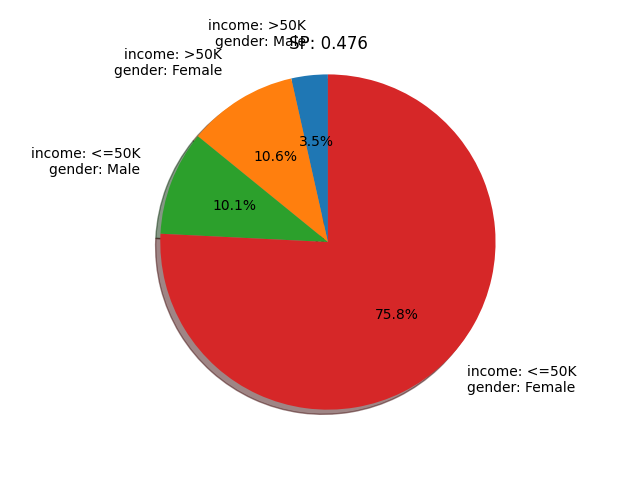 income: >50K
gender: Male
SP: 0.476
income: >50K
gender: Female
3.5%
10.6%
income: <=50K
gender: Male
10.1%
75.8%
income: <=50K
gender: Female